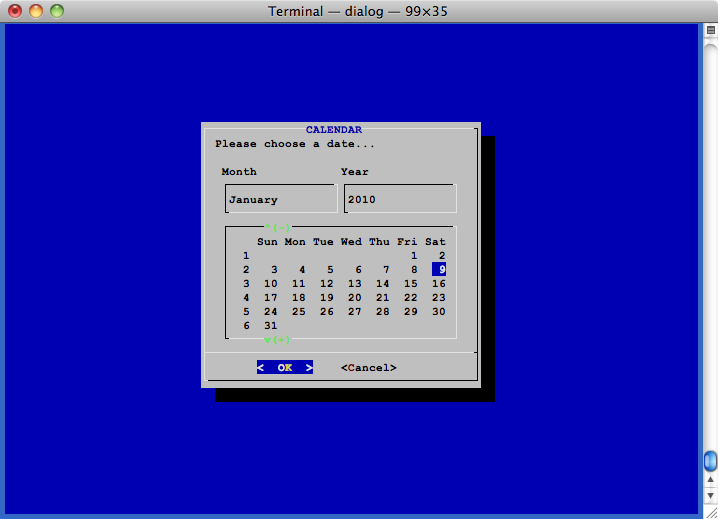 Terminal — dialog — 99×35
CALENDAR
Please choose a date...
Month Year
January 2010
^(-)
Sun Mon Tue Wed Thu Fri Sat
1 1 2
2 3 4 5 6 7 8 9
3 10 11 12 13 14 15 16
4 17 18 19 20 21 22 23
5 24 25 26 27 28 29 30
6 31
v(+)
< OK > <Cancel>